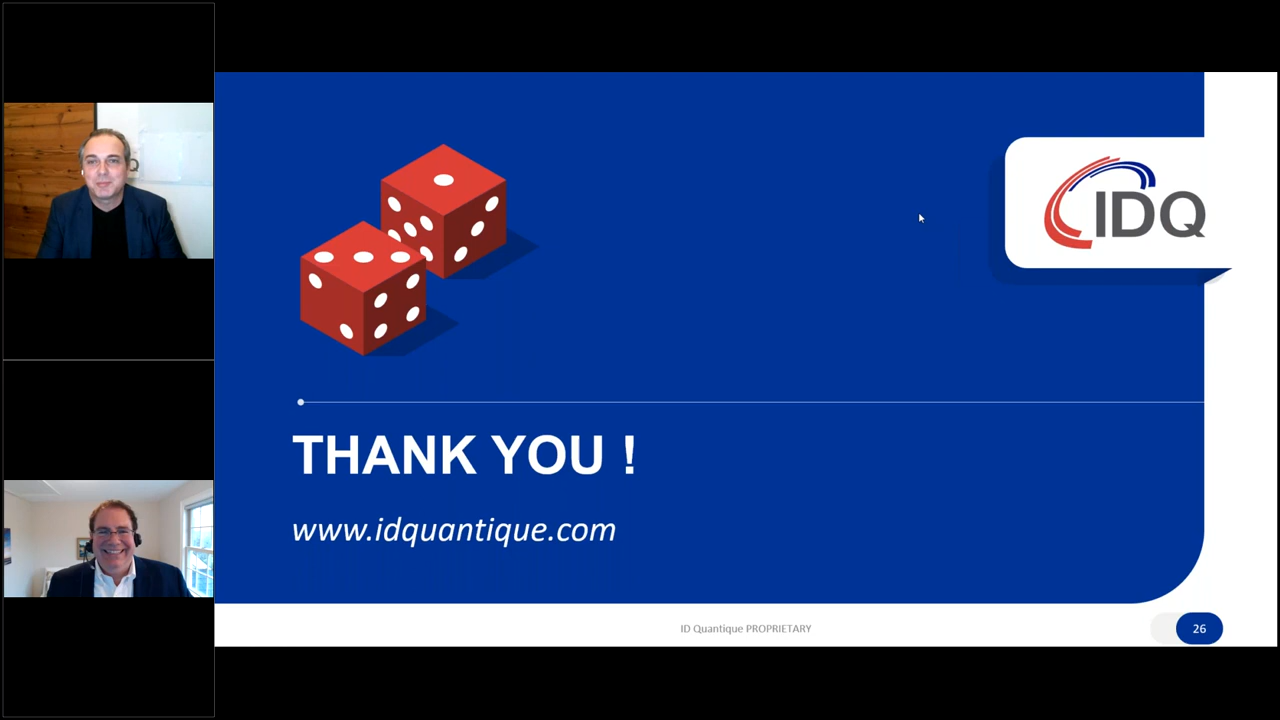 IDQ
THANK YOU !
www.idquantique.com
ID Quantique PROPRIETARY
26